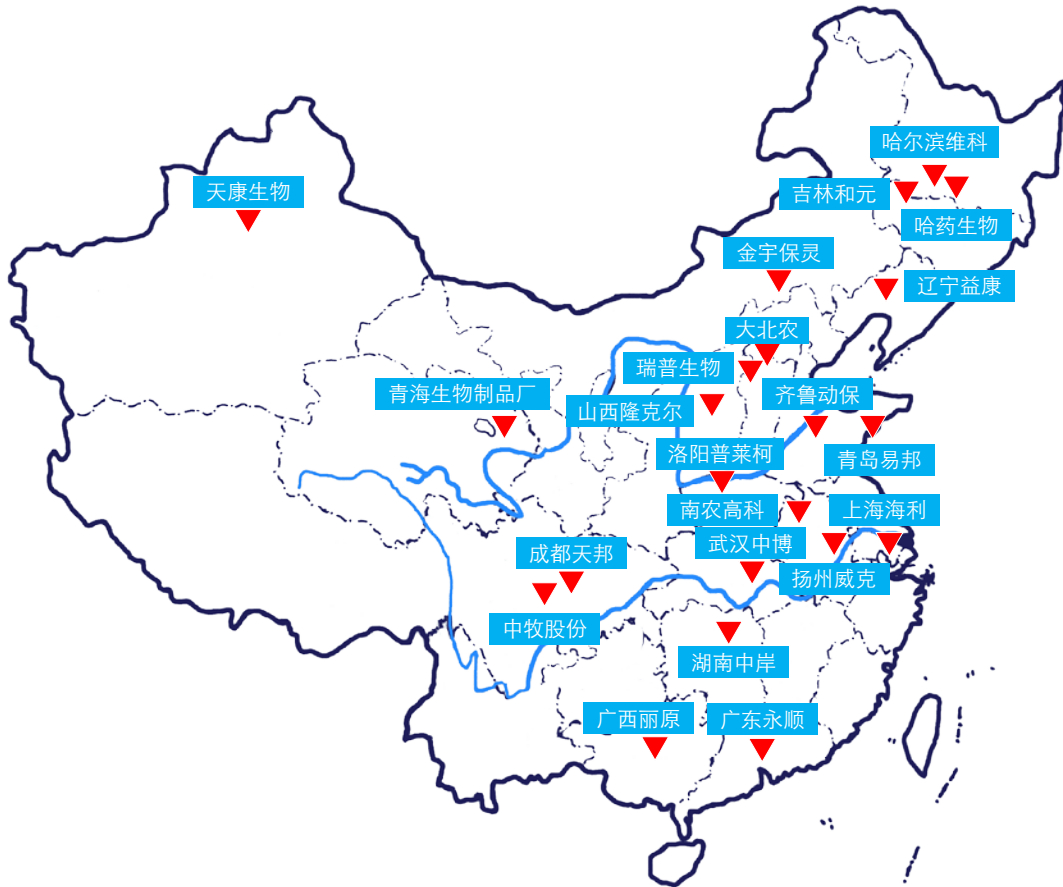 哈尔滨维科
天康生物
吉林和元
哈药生物
金宇保灵
辽宁益康
大北农
瑞普生物
青海生物制品厂
齐鲁动保
山西隆克尔
洛阳普莱柯
青岛易邦
南农高科
上海海利
武汉中博
成都天邦
扬州威克
中牧股份
湖南中岸
广西丽原
广东永顺